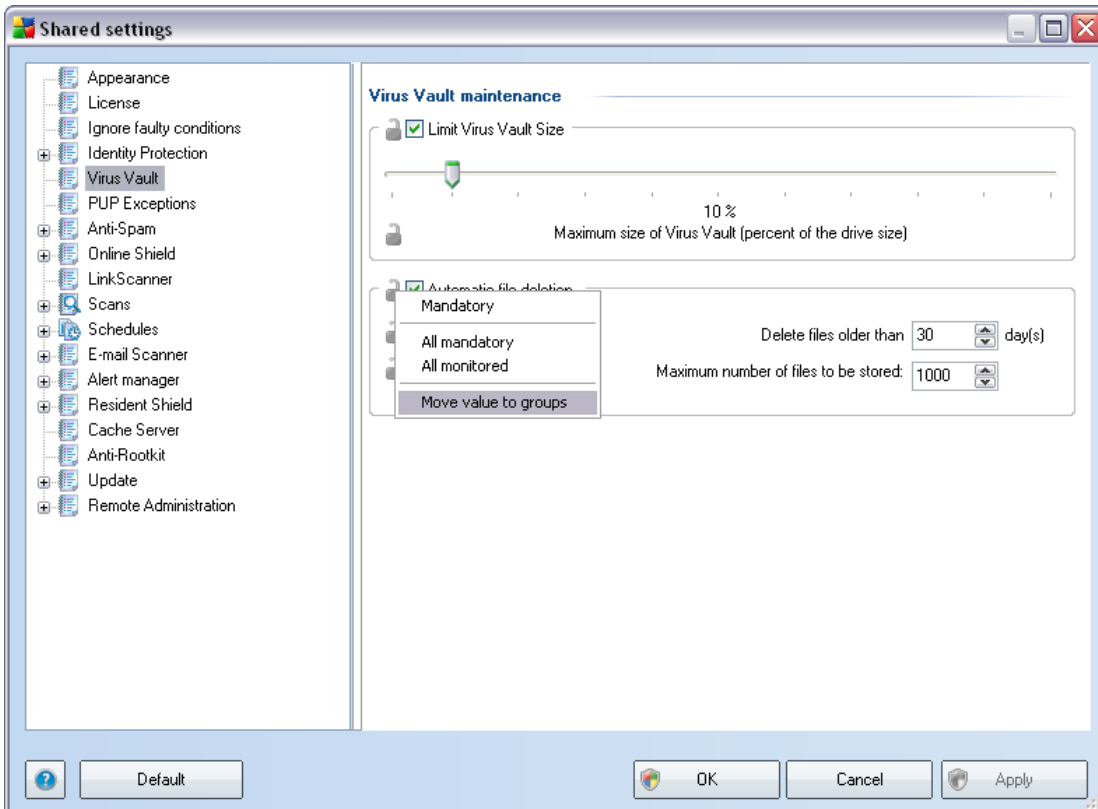 Shared settings
Appearance
License
Ignore faulty conditions
Identity Protection
Virus Vault
PUP Exceptions
Anti-Spam
Online Shield
LinkScanner
Scans
Schedules
E-mail Scanner
Alert manager
Resident Shield
Cache Server
Anti-Rootkit
Update
Remote Administration
Virus Vault maintenance
Limit Virus Vault Size
10 %
Maximum size of Virus Vault (percent of the drive size)
Automatic file deletion
Mandatory
All mandatory
All monitored
Move value to groups
Delete files older than 30 day(s)
Maximum number of files to be stored: 1000
Default
OK
Cancel
Apply